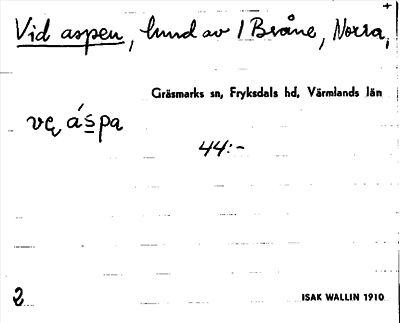 Vid aspen, hmd av 1 Bråne, Norra,
Gräsmarks sn, Fryksdals hd, Värmlands län
vę áspa
44:-
2
ISAK WALLIN 1910